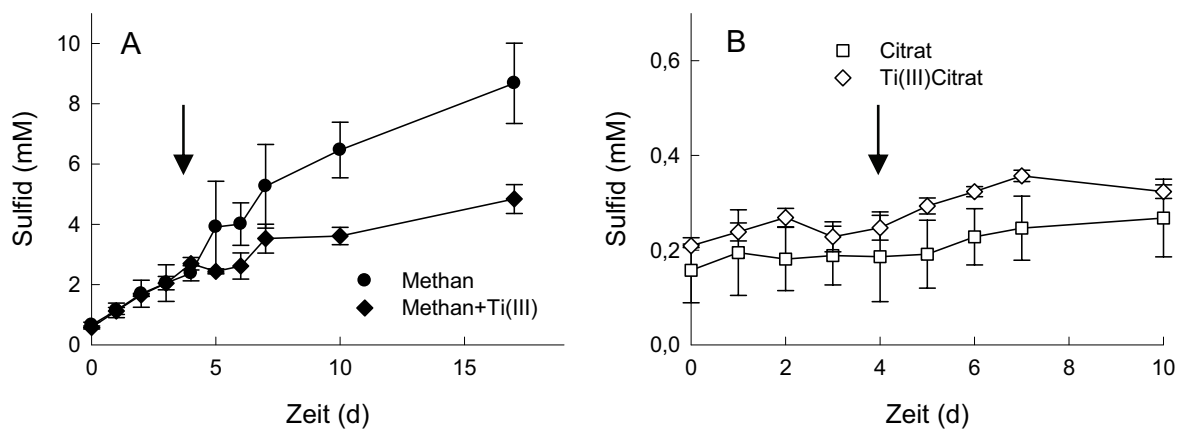 A
10
8
6
4
2
0
Sulfid (mM)
0
5
10
15
Zeit (d)
Methan
Methan+Ti(III)
B
0,6
0,4
0,2
0,0
Sulfid (mM)
0
2
4
6
8
10
Zeit (d)
Citrat
Ti(III)Citrat